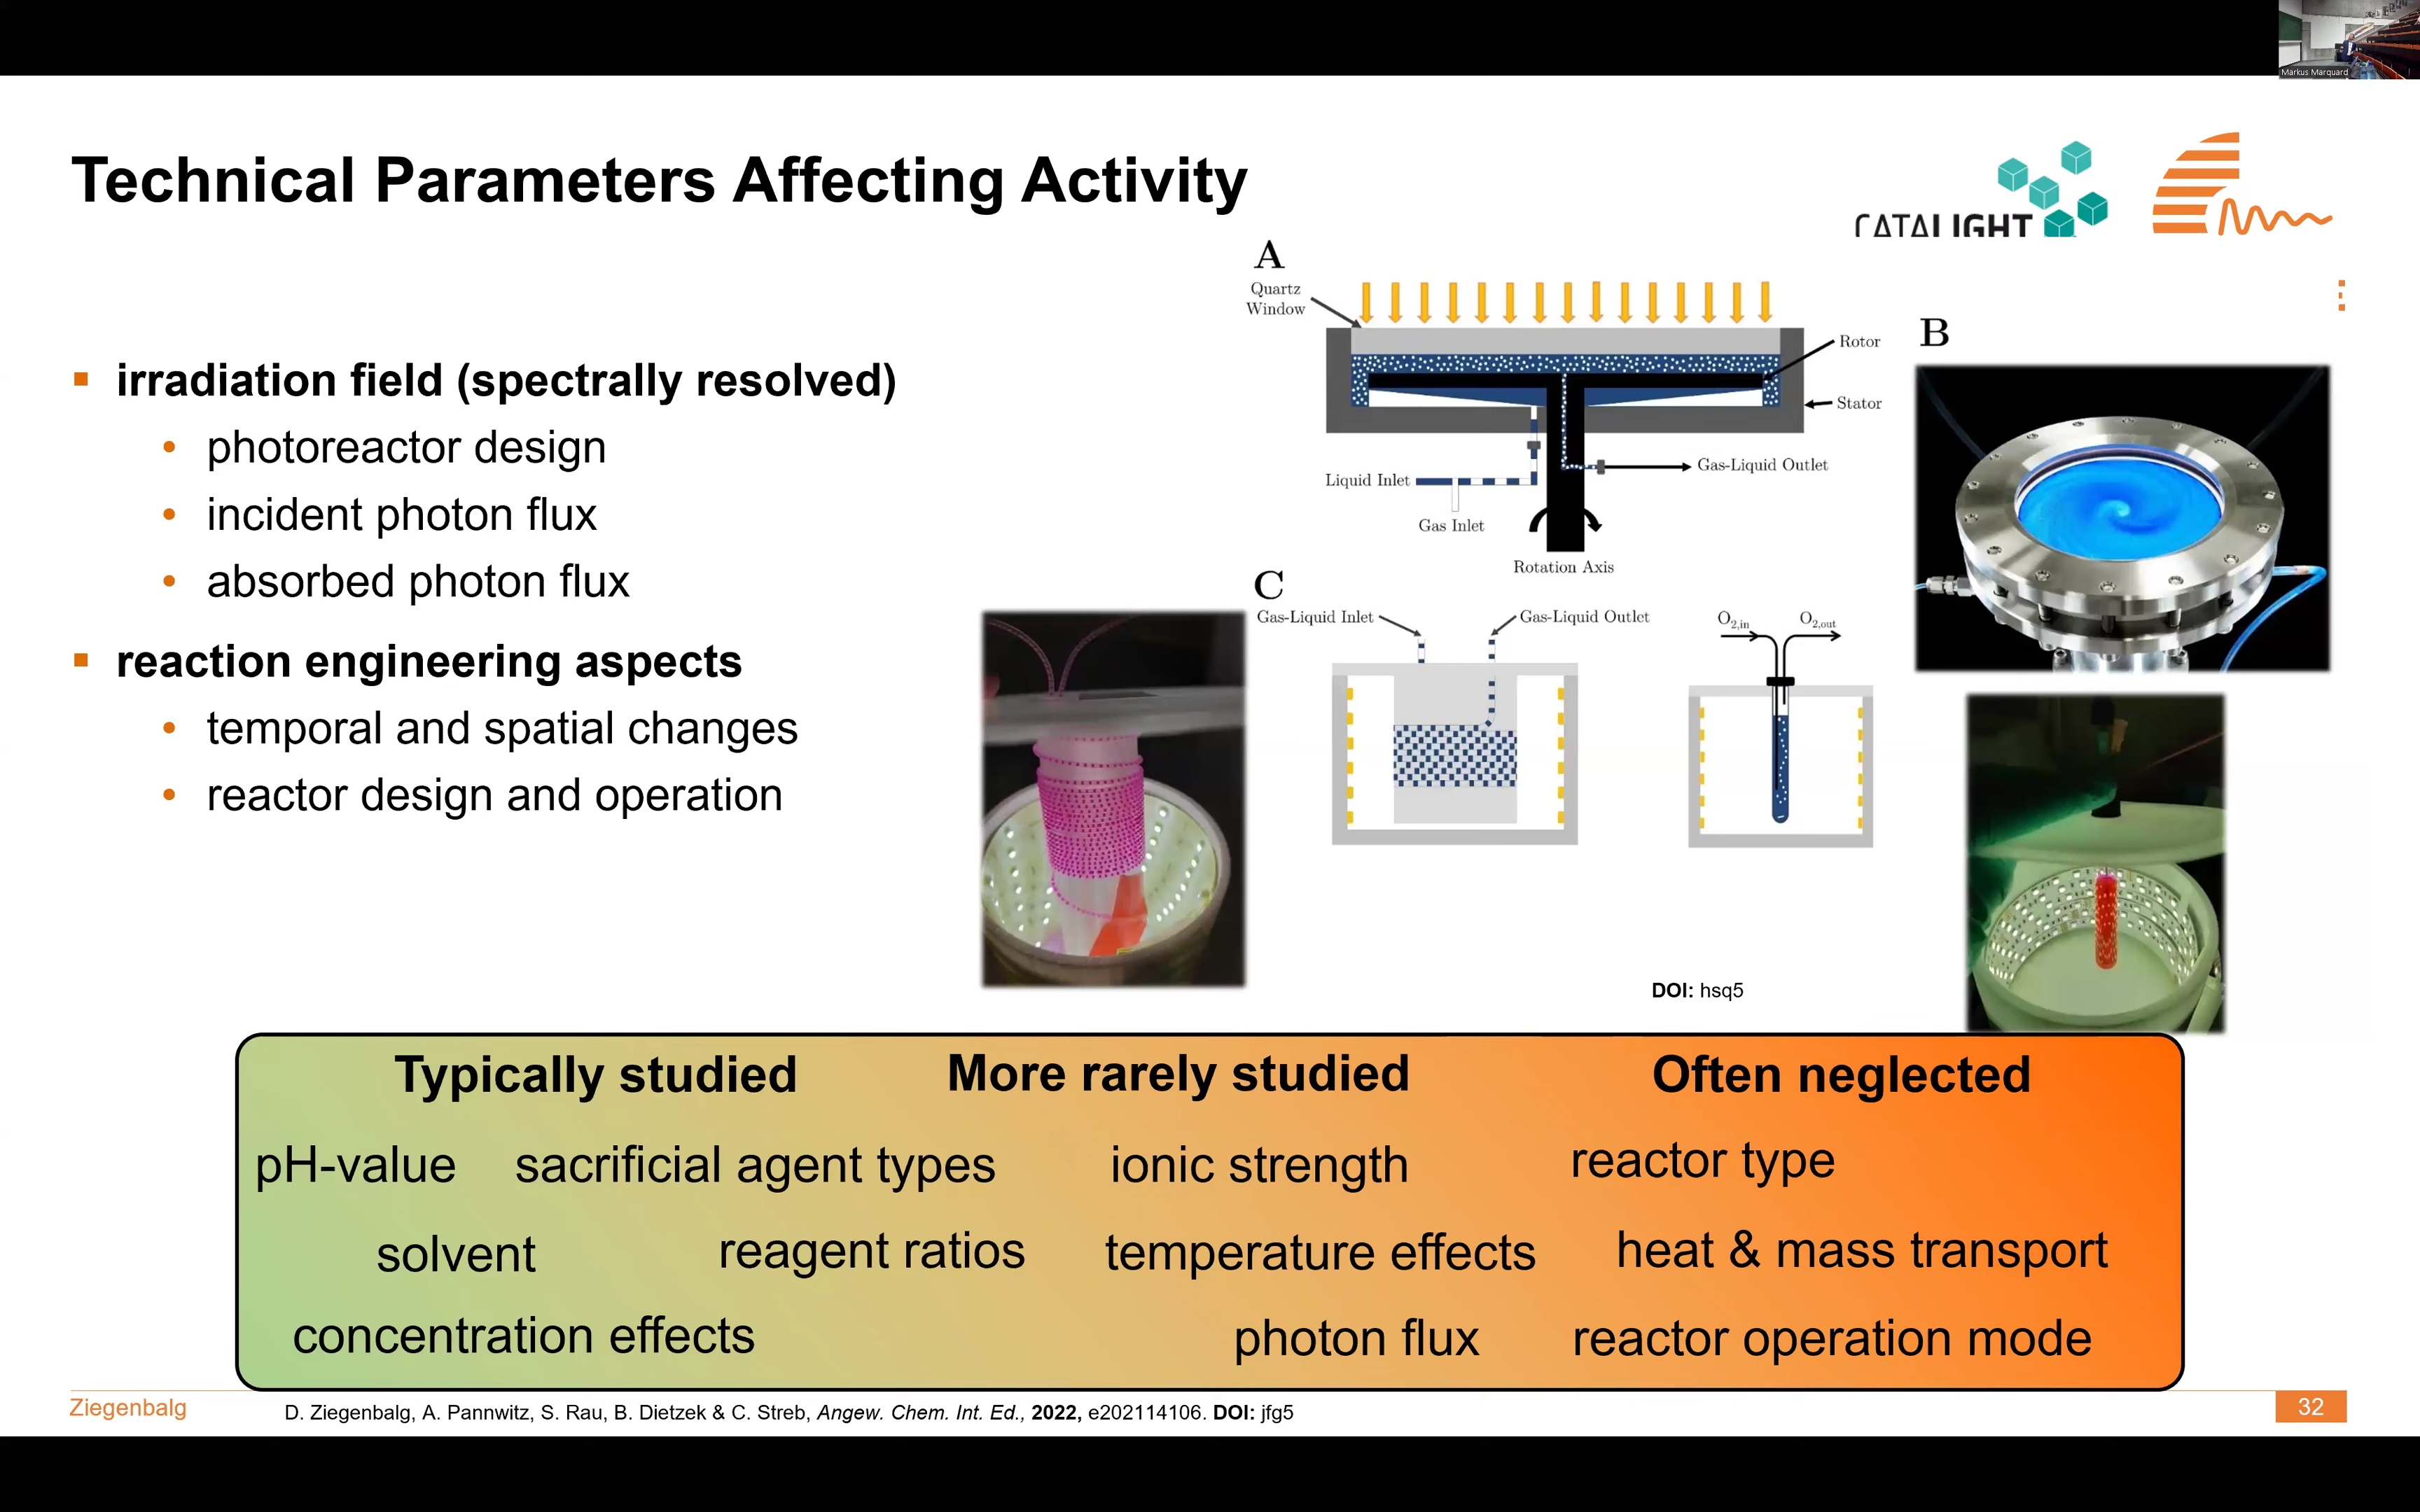 Markus Marquard
Technical Parameters Affecting Activity
CATALIGHT
irradiation field (spectrally resolved)
photoreactor design
incident photon flux
absorbed photon flux
reaction engineering aspects
temporal and spatial changes
reactor design and operation
A
Quartz
Window
Rotor
Stator
Liquid Inlet
Gas-Liquid Outlet
Gas Inlet
Rotation Axis
B
C
Gas-Liquid Inlet
Gas-Liquid Outlet
O2,in
O2,out
DOI: hsq5
Typically studied
More rarely studied
Often neglected
pH-value
sacrificial agent types
ionic strength
reactor type
solvent
reagent ratios
temperature effects
heat & mass transport
concentration effects
photon flux
reactor operation mode
Ziegenbalg
D. Ziegenbalg, A. Pannwitz, S. Rau, B. Dietzek & C. Streb, Angew. Chem. Int. Ed., 2022, e202114106. DOI: jfg5
32